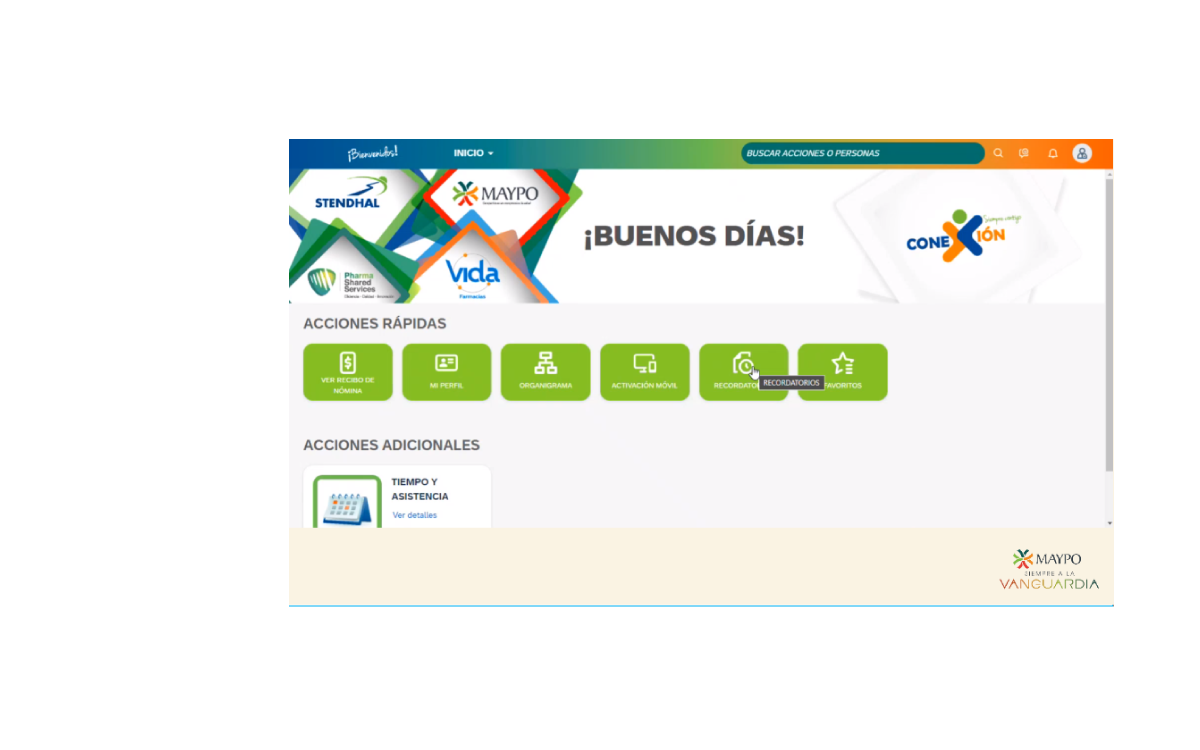 ¡Bienvenidos!
INICIO
BUSCAR ACCIONES O PERSONAS
STENDHAL
MAYPO
¡BUENOS DÍAS!
Siempre contigo
CONEXIÓN
Pharma
Shared
Services
Vida
Farmacias
ACCIONES RÁPIDAS
VER RECIBO DE
NÓMINA
MI PERFIL
ORGANIGRAMA
ACTIVACIÓN MÓVIL
RECORDATO
RECORDATORIOS
FAVORITOS
ACCIONES ADICIONALES
TIEMPO Y
ASISTENCIA
Ver detalles
MAYPO
SIEMPRE A LA
VANGUARDIA